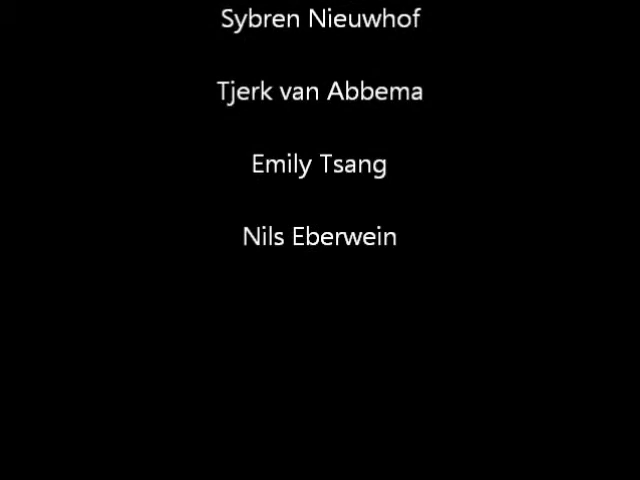 Sybren Nieuwhof
Tjerk van Abbema
Emily Tsang
Nils Eberwein